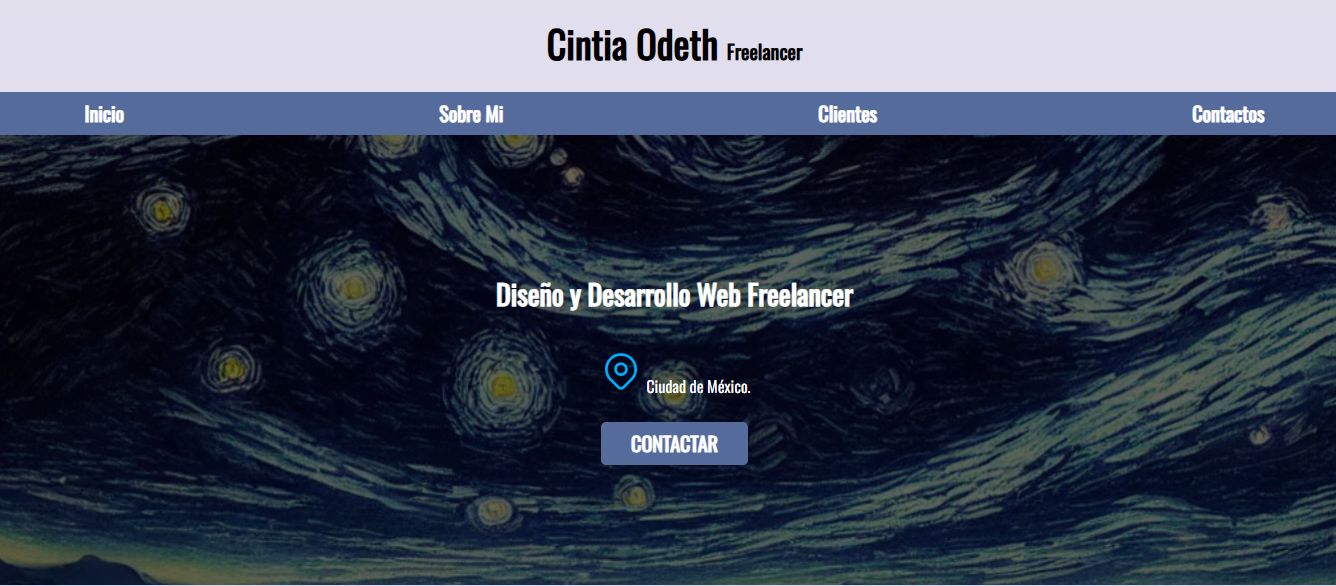 Cintia Odeth Freelancer
Inicio Sobre Mi Clientes Contactos
Diseño y Desarrollo Web Freelancer
Ciudad de México.
CONTACTAR